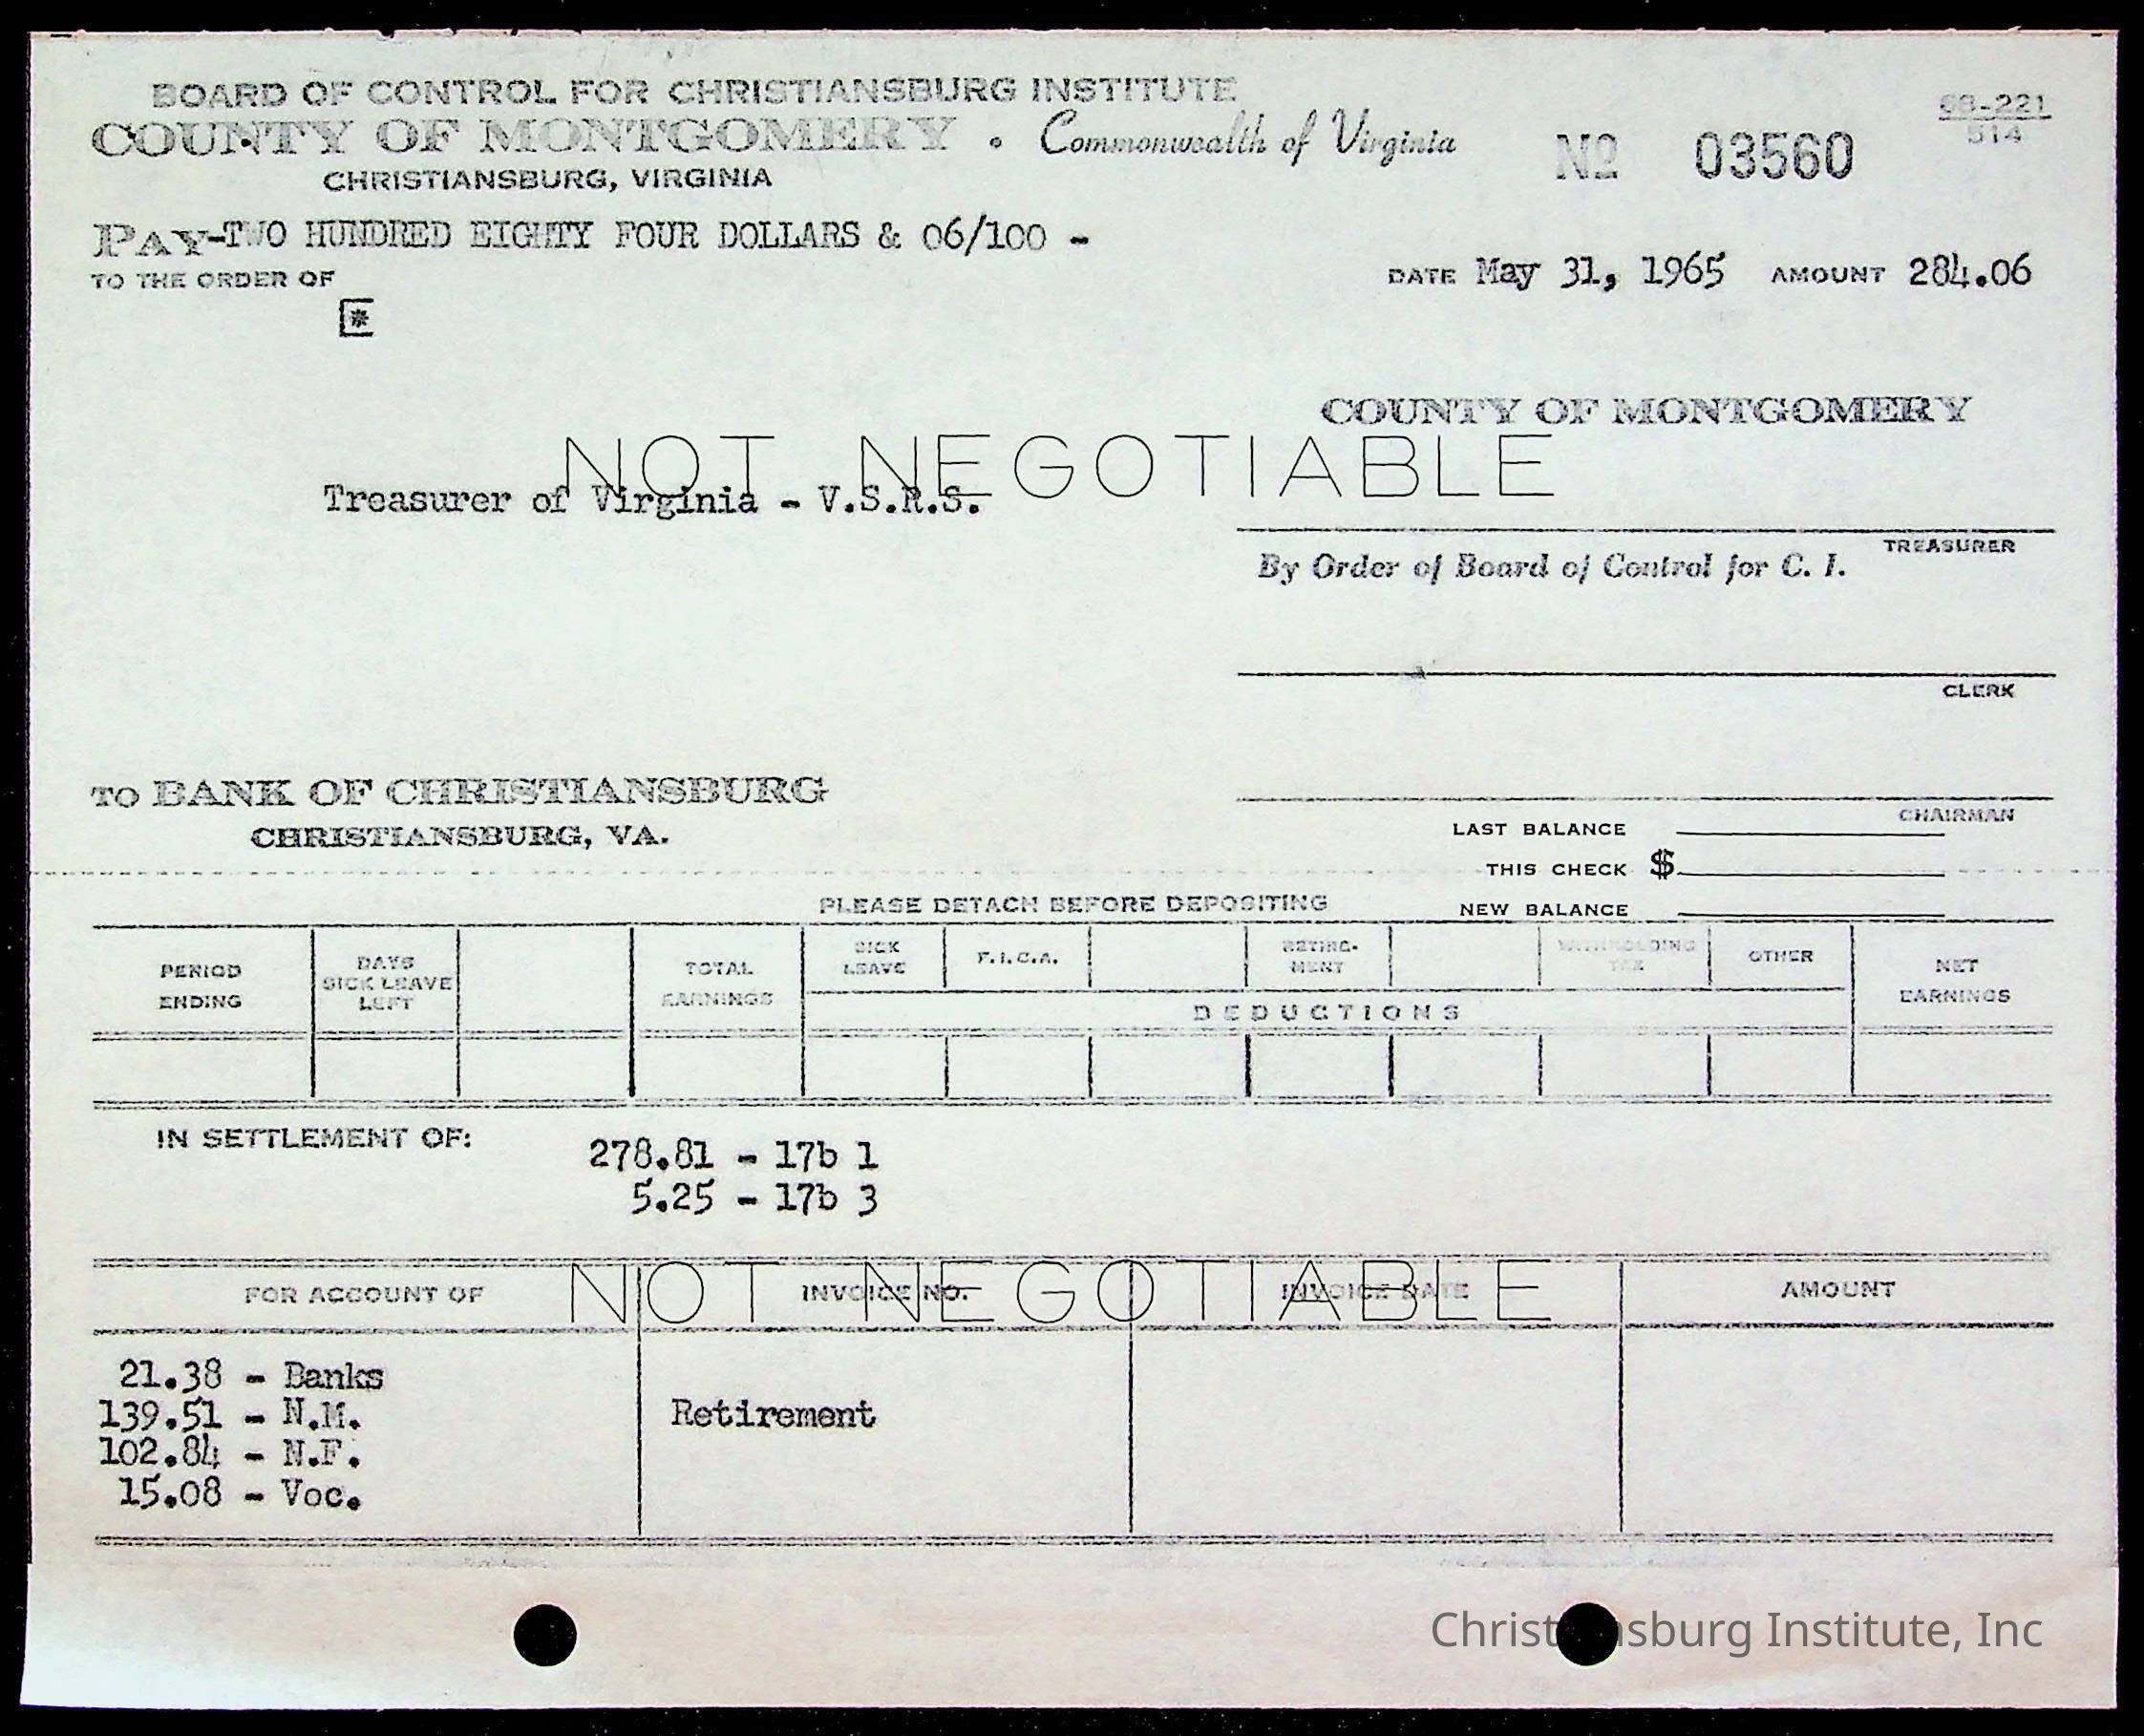 BOARD OF CONTROL FOR CHRISTIANSBURG INSTITUTE
68-221
514
COUNTY OF MONTGOMERY • Commonwealth of Virginia
No 03560
CHRISTIANSBURG, VIRGINIA
PAY -TWO HUNDRED EIGHTY FOUR DOLLARS & 06/100 -
TO THE ORDER OF
DATE May 31, 1965 AMOUNT 284.06
COUNTY OF MONTGOMERY
NOT NEGOTIABLE
Treasurer of Virginia - V.S.R.S.
TREASURER
By Order of Board of Control for C. I.
CLERK
TO BANK OF CHRISTIANSBURG
CHRISTIANSBURG, VA.
CHAIRMAN
LAST BALANCE
THIS CHECK $
PLEASE DETACH BEFORE DEPOSITING
NEW BALANCE
PERIOD ENDING
DAYS SICK LEAVE LEFT
TOTAL EARNINGS
SICK LEAVE
F.I.C.A.
RETIRE-MENT
WITHHOLDING TAX
OTHER
NET EARNINGS
DEDUCTIONS
IN SETTLEMENT OF:
278.81 - 17b 1
5.25 - 17b 3
NOT NEGOTIABLE
FOR ACCOUNT OF
INVOICE NO.
INVOICE DATE
AMOUNT
21.38 - Banks
139.51 - N.M.
Retirement
102.84 - N.F.
15.08 - Voc.
Christiansburg Institute, Inc